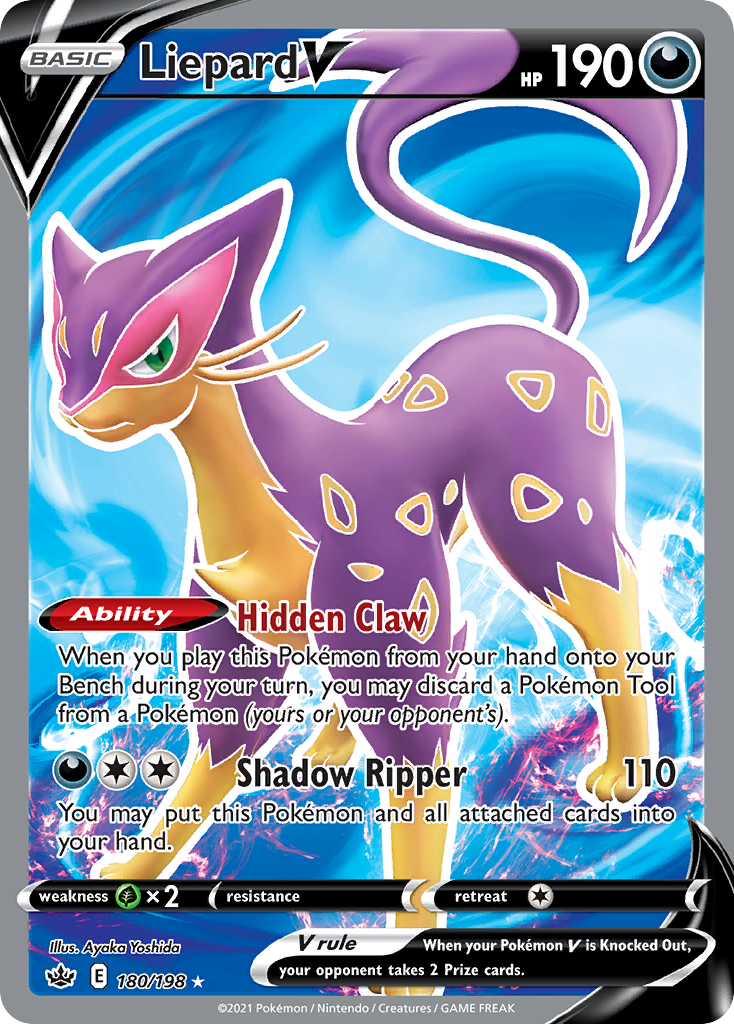 BASIC Liepard V HP 190
Ability Hidden Claw
When you play this Pokémon from your hand onto your
Bench during your turn, you may discard a Pokémon Tool
from a Pokémon (yours or your opponent's).
Shadow Ripper 110
You may put this Pokémon and all attached cards into
your hand.
weakness ×2 resistance retreat
Illus. Ayaka Yoshida
V rule When your Pokémon V is Knocked Out,
your opponent takes 2 Prize cards.
E 180/198
©2021 Pokémon / Nintendo / Creatures / GAME FREAK